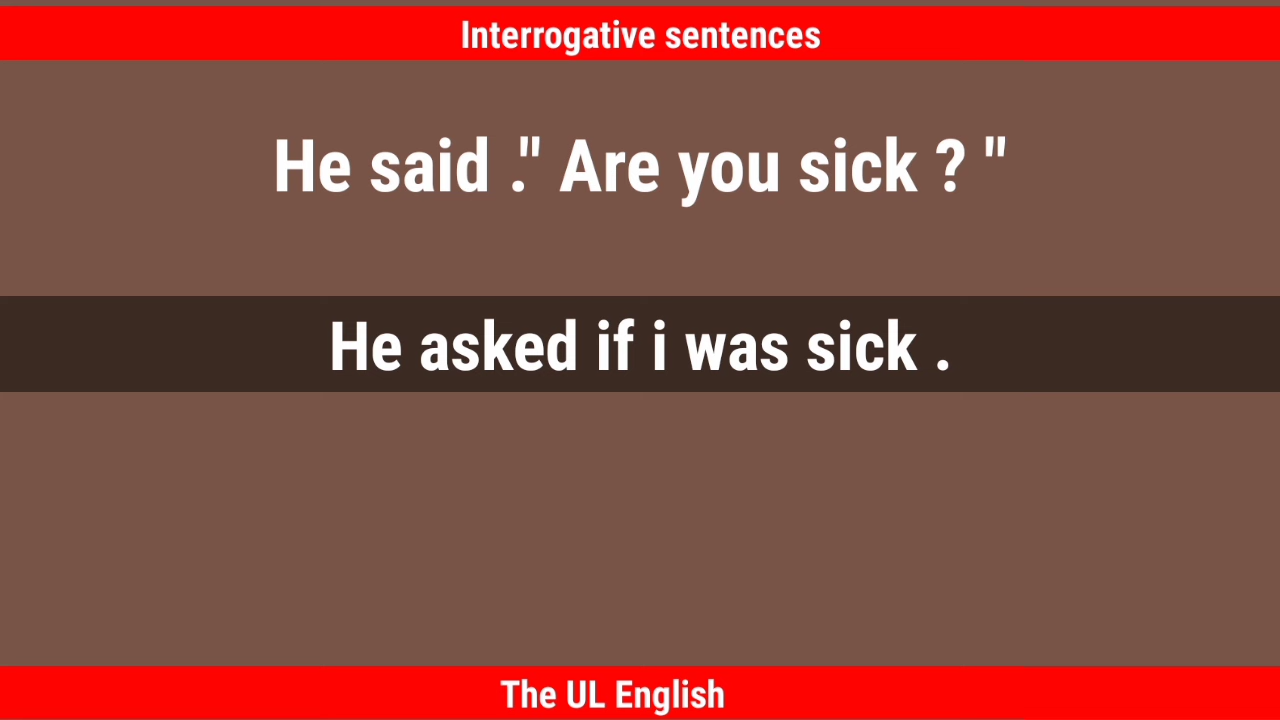 Interrogative sentences
He said ." Are you sick ? "
He asked if i was sick .
The UL English